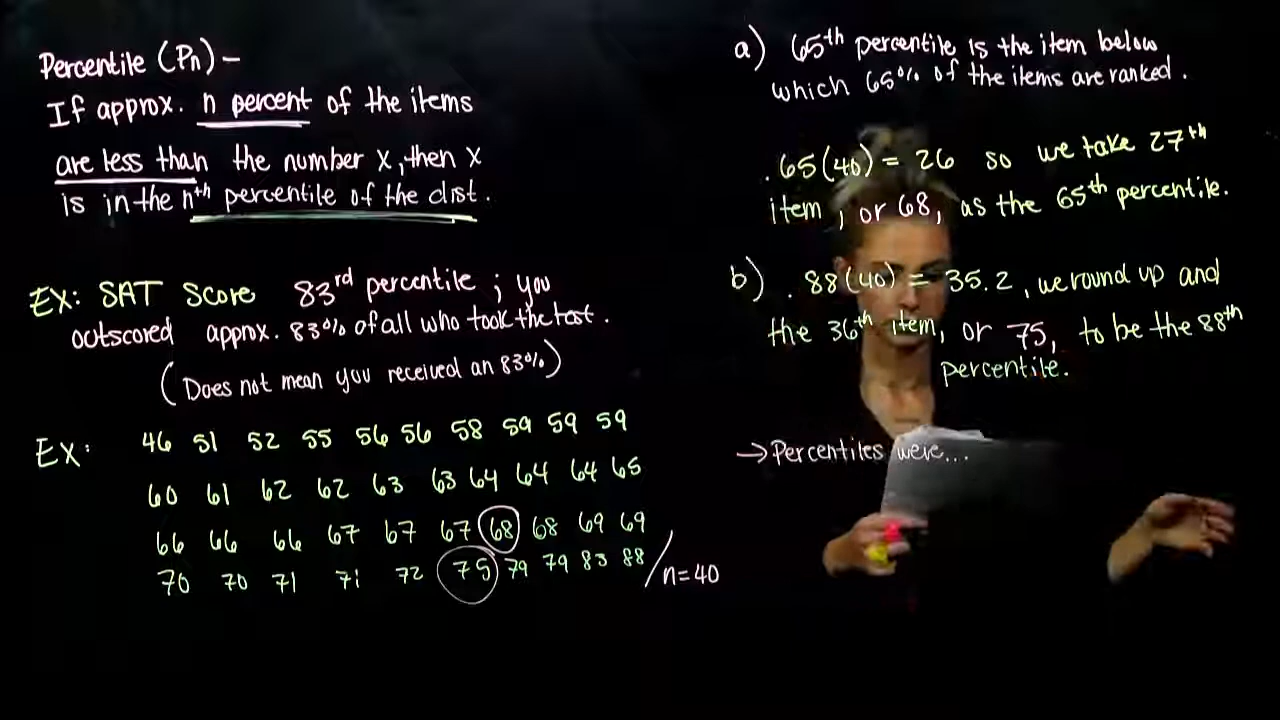 Percentile (Pn) –
If approx. n percent of the items
are less than the number x, then x
is in the nth percentile of the dist.
EX: SAT Score 83rd percentile ; you
outscored approx. 83% of all who took the test.
(Does not mean you received an 83%)
Ex: 46 51 52 55 56 56 58 59 59 59
60 61 62 62 63 63 64 64 64 65
66 66 66 67 67 67 68 68 69 69
70 70 71 71 72 75 79 79 83 88 / n=40
a) 65th percentile is the item below
which 65% of the items are ranked.
.65(40) = 26 so we take 27th
item, or 68, as the 65th percentile.
b) .88(40) = 35.2, we round up and
the 36th item, or 75, to be the 88th
percentile.
→ Percentiles were...